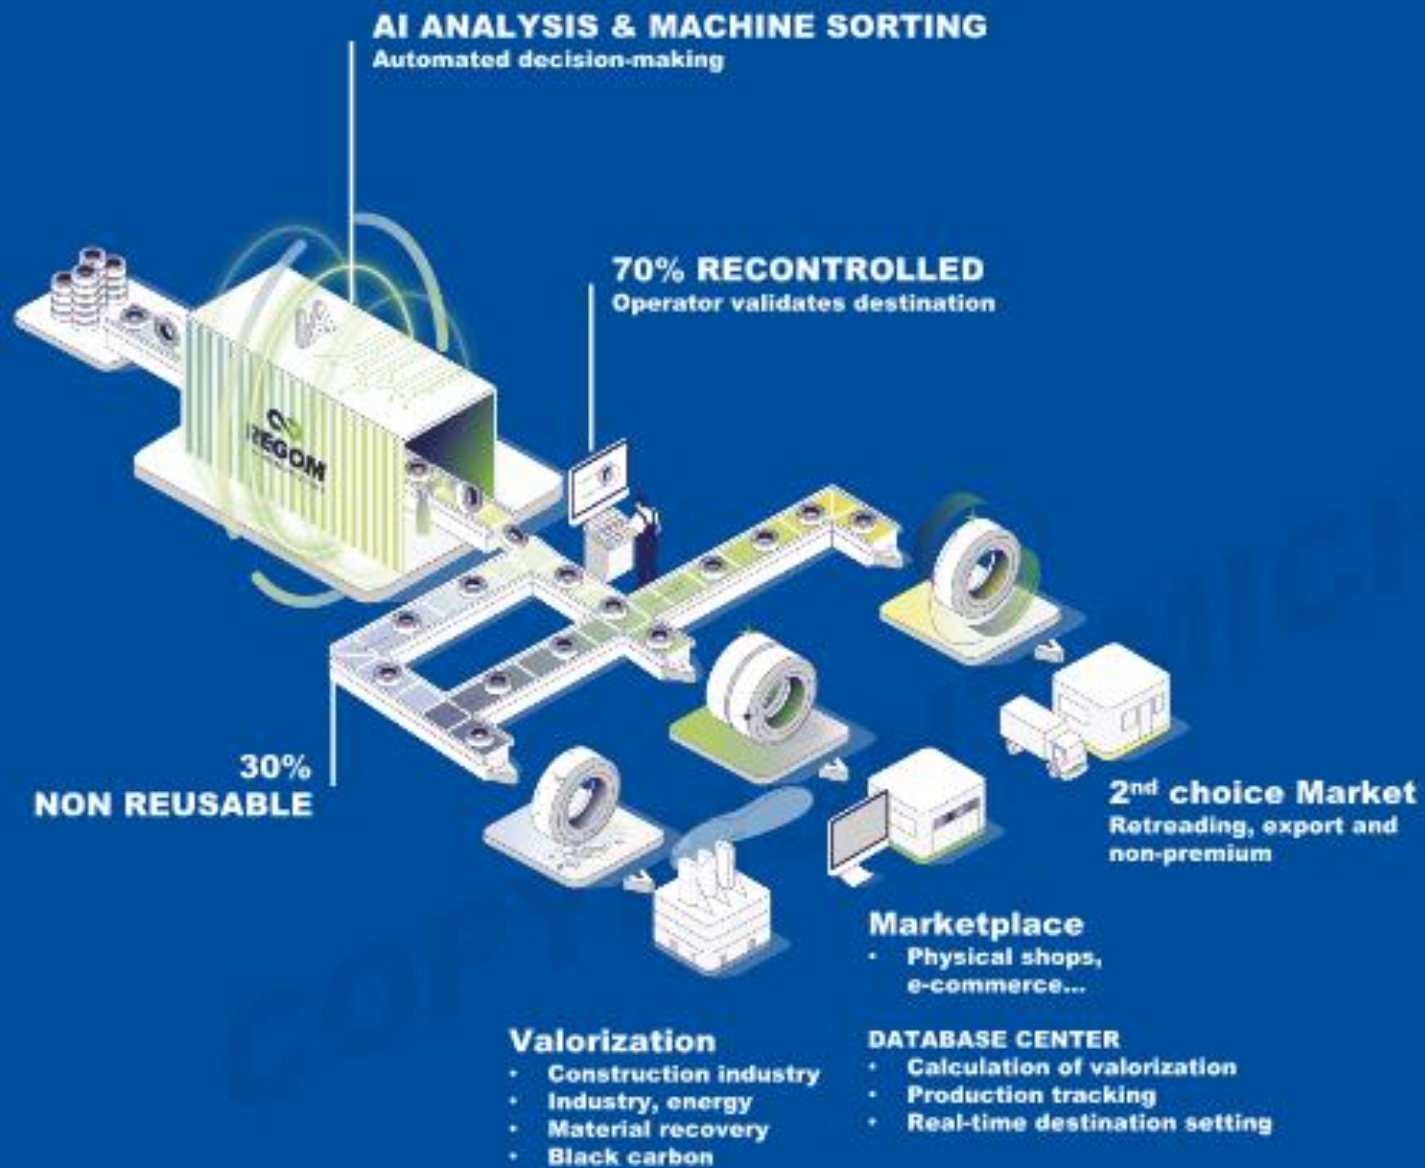 AI ANALYSIS & MACHINE SORTING
Automated decision-making
70% RECONTROLLED
Operator validates destination
REGOM
30%
NON REUSABLE
2nd choice Market
Retreading, export and
non-premium
Marketplace
• Physical shops,
e-commerce...
Valorization
• Construction industry
• Industry, energy
• Material recovery
• Black carbon
DATABASE CENTER
• Calculation of valorization
• Production tracking
• Real-time destination setting